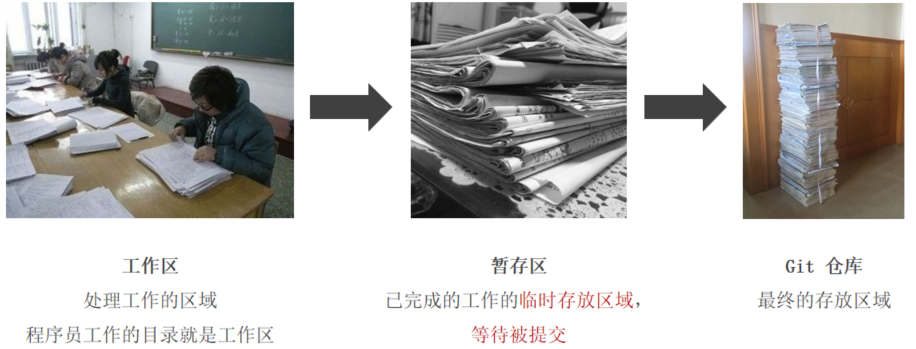 工作区
处理工作的区域
程序员工作的目录就是工作区
暂存区
已完成的工作的临时存放区域，
等待被提交
Git 仓库
最终的存放区域